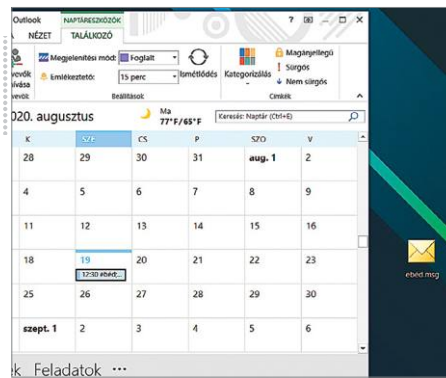 Outlook
NAPTÁRESZKÖZÖK
NÉZET
TALÁLKOZÓ
Megjelenítési mód:
Foglalt
Emlékeztető:
15 perc
Ismétlődés
Kategorizálás
Magánjellegű
Sürgős
Nem sürgős
Beállítások
Címkék
020. augusztus
Ma
77°F/65°F
Keresés: Naptár (Ctrl+E)
K SZE CS P SZO V
28 29 30 31 aug. 1 2
4 5 6 7 8 9
11 12 13 14 15 16
18 19 20 21 22 23
12:30 ebéd;...
25 26 27 28 29 30
szept. 1 2 3 4 5 6
ebéd.msg
k Feladatok ···